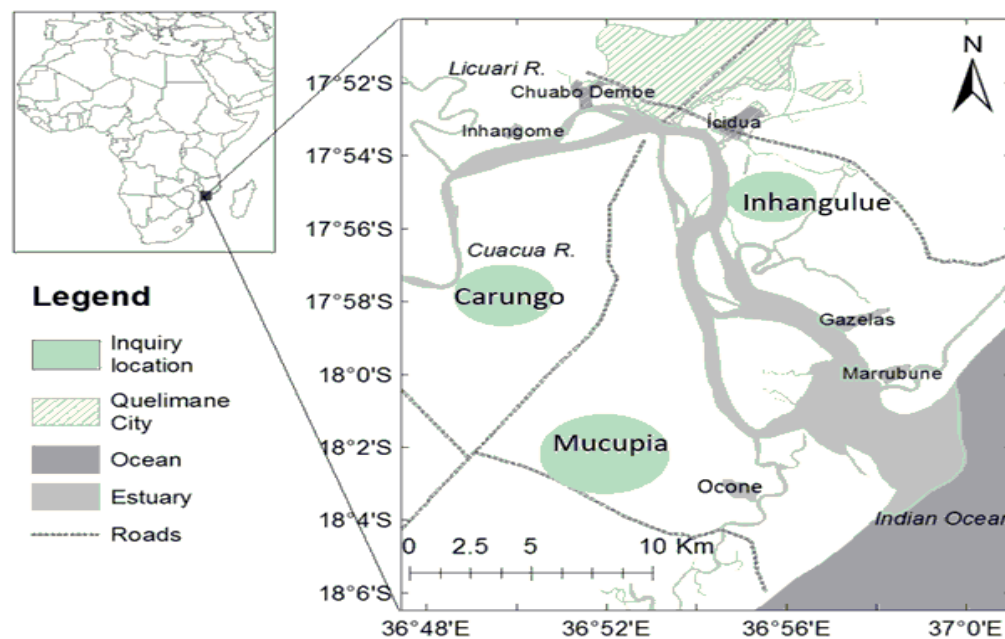 N
17°52'S
17°54'S
17°56'S
17°58'S
18°0'S
18°2'S
18°4'S
18°6'S
Licuari R.
Chuabo Dembe
Inhangome
Icidua
Inhangulue
Cuacua R.
Carungo
Gazelas
Marrubune
Mucupia
Ocone
Indian Ocean
0 2.5 5 10 Km
36°48'E 36°52'E 36°56'E 37°0'E
Legend
Inquiry
location
Quelimane
City
Ocean
Estuary
Roads